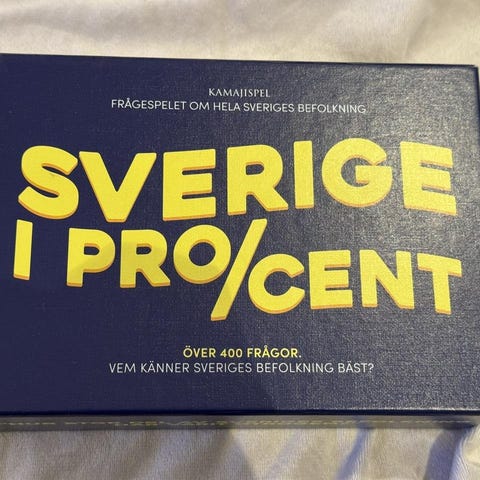 KAMAJISPEL
FRÅGESPELET OM HELA SVERIGES BEFOLKNING
SVERIGE
I PRO/CENT
ÖVER 400 FRÅGOR.
VEM KÄNNER SVERIGES BEFOLKNING BÄST?